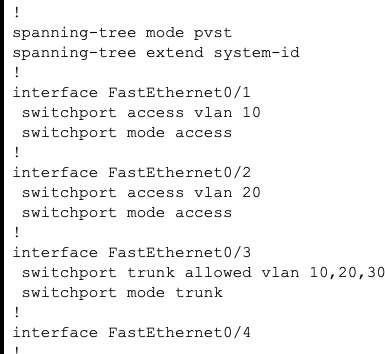 !
spanning-tree mode pvst
spanning-tree extend system-id
!
interface FastEthernet0/1
 switchport access vlan 10
 switchport mode access
!
interface FastEthernet0/2
 switchport access vlan 20
 switchport mode access
!
interface FastEthernet0/3
 switchport trunk allowed vlan 10,20,30
 switchport mode trunk
!
interface FastEthernet0/4
!